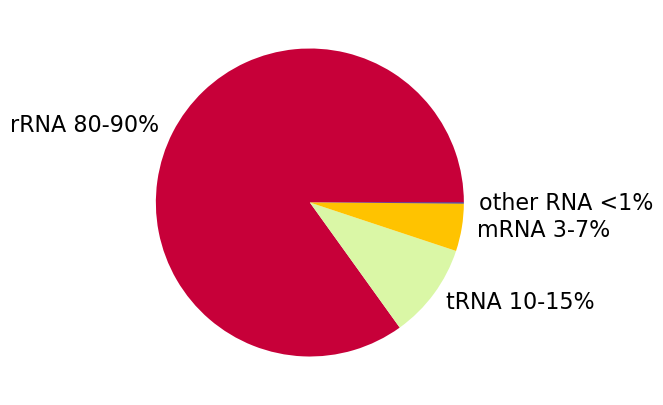 rRNA 80-90%
other RNA <1%
mRNA 3-7%
tRNA 10-15%